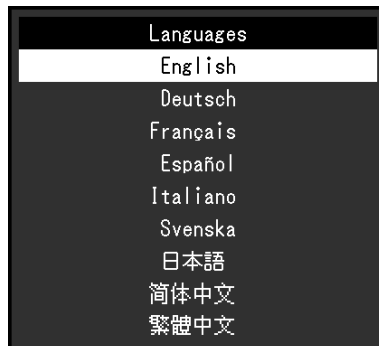 Languages
English
Deutsch
Français
Español
Italiano
Svenska
日本語
简体中文
繁體中文